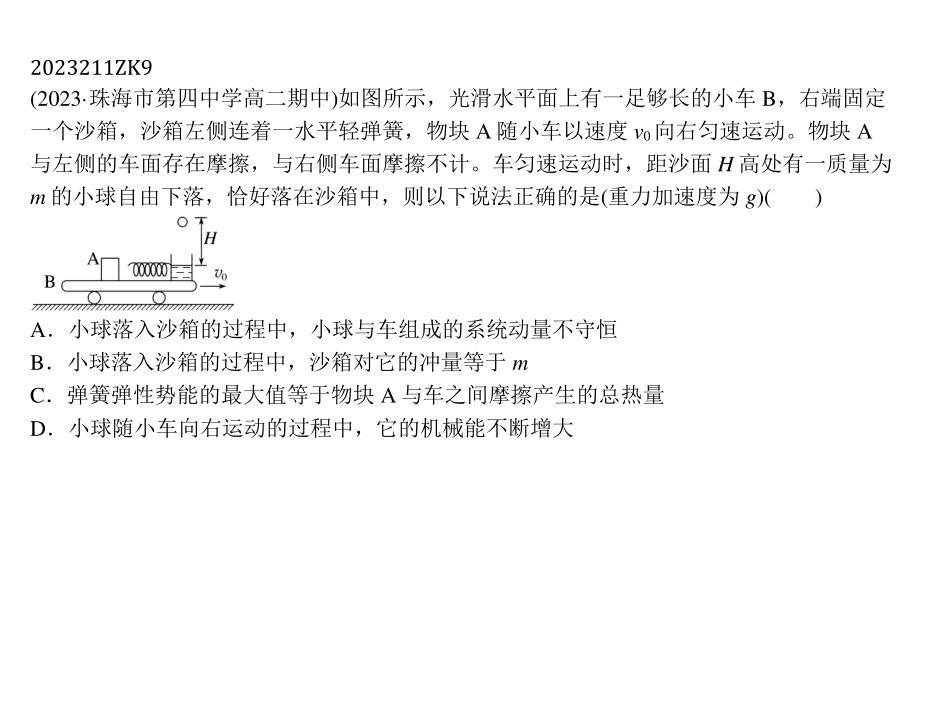 2023211ZK9
(2023·珠海市第四中学高二期中)如图所示，光滑水平面上有一足够长的小车 B，右端固定
一个沙箱，沙箱左侧连着一水平轻弹簧，物块 A 随小车以速度 v₀向右匀速运动。物块 A
与左侧的车面存在摩擦，与右侧车面摩擦不计。车匀速运动时，距沙面 H 高处有一质量为
m 的小球自由下落，恰好落在沙箱中，则以下说法正确的是(重力加速度为 g)(　　)
H
A
B
v₀
A．小球落入沙箱的过程中，小球与车组成的系统动量不守恒
B．小球落入沙箱的过程中，沙箱对它的冲量等于 m
C．弹簧弹性势能的最大值等于物块 A 与车之间摩擦产生的总热量
D．小球随小车向右运动的过程中，它的机械能不断增大